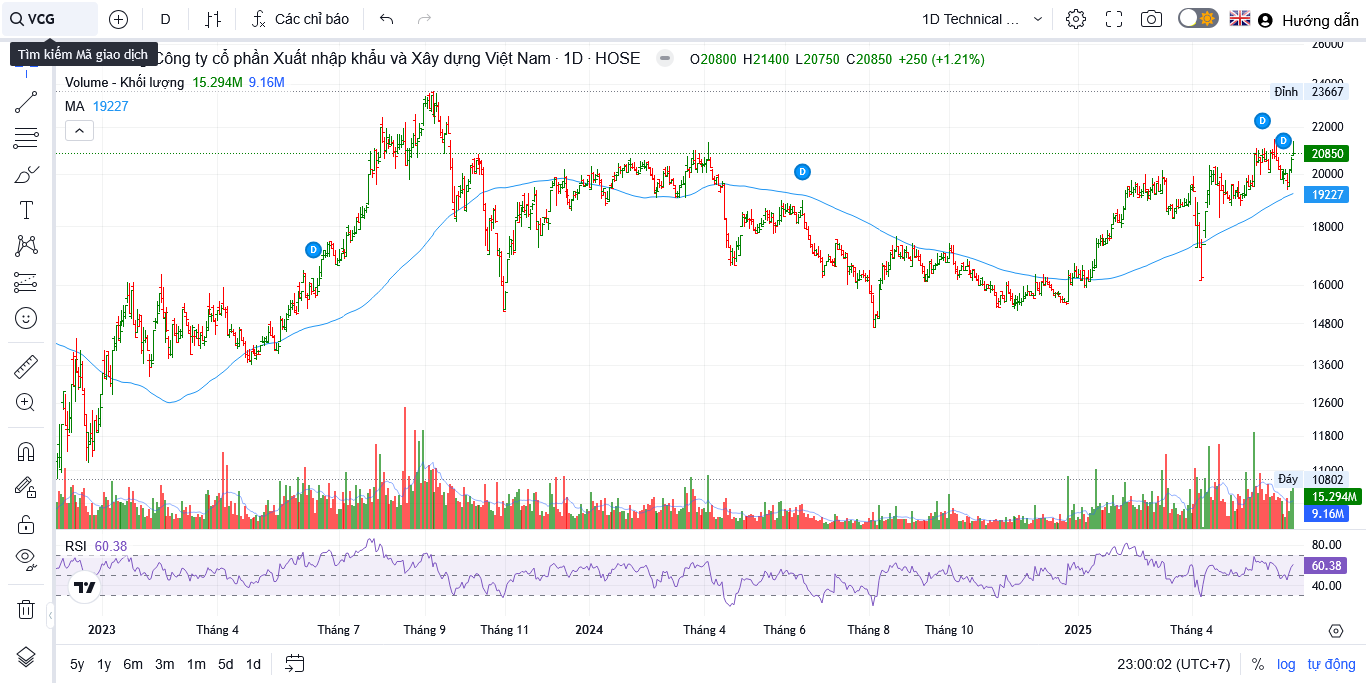 VCG D Các chỉ báo 1D Technical ... Hướng dẫn
Tìm kiếm Mã giao dịch
Công ty cổ phần Xuất nhập khẩu và Xây dựng Việt Nam · 1D · HOSE O20800 H21400 L20750 C20850 +250 (+1.21%)
Volume - Khối lượng 15.294M 9.16M
MA 19227
26000
24000
Đỉnh 23667
22000
20850
20000
19227
18000
16000
14800
13600
12600
11800
11000
Đáy 10802
15.294M
9.16M
D
D
D
D
RSI 60.38
80.00
60.38
40.00
2023 Tháng 4 Tháng 7 Tháng 9 Tháng 11 2024 Tháng 4 Tháng 6 Tháng 8 Tháng 10 2025 Tháng 4
5y 1y 6m 3m 1m 5d 1d 23:00:02 (UTC+7) % log tự động